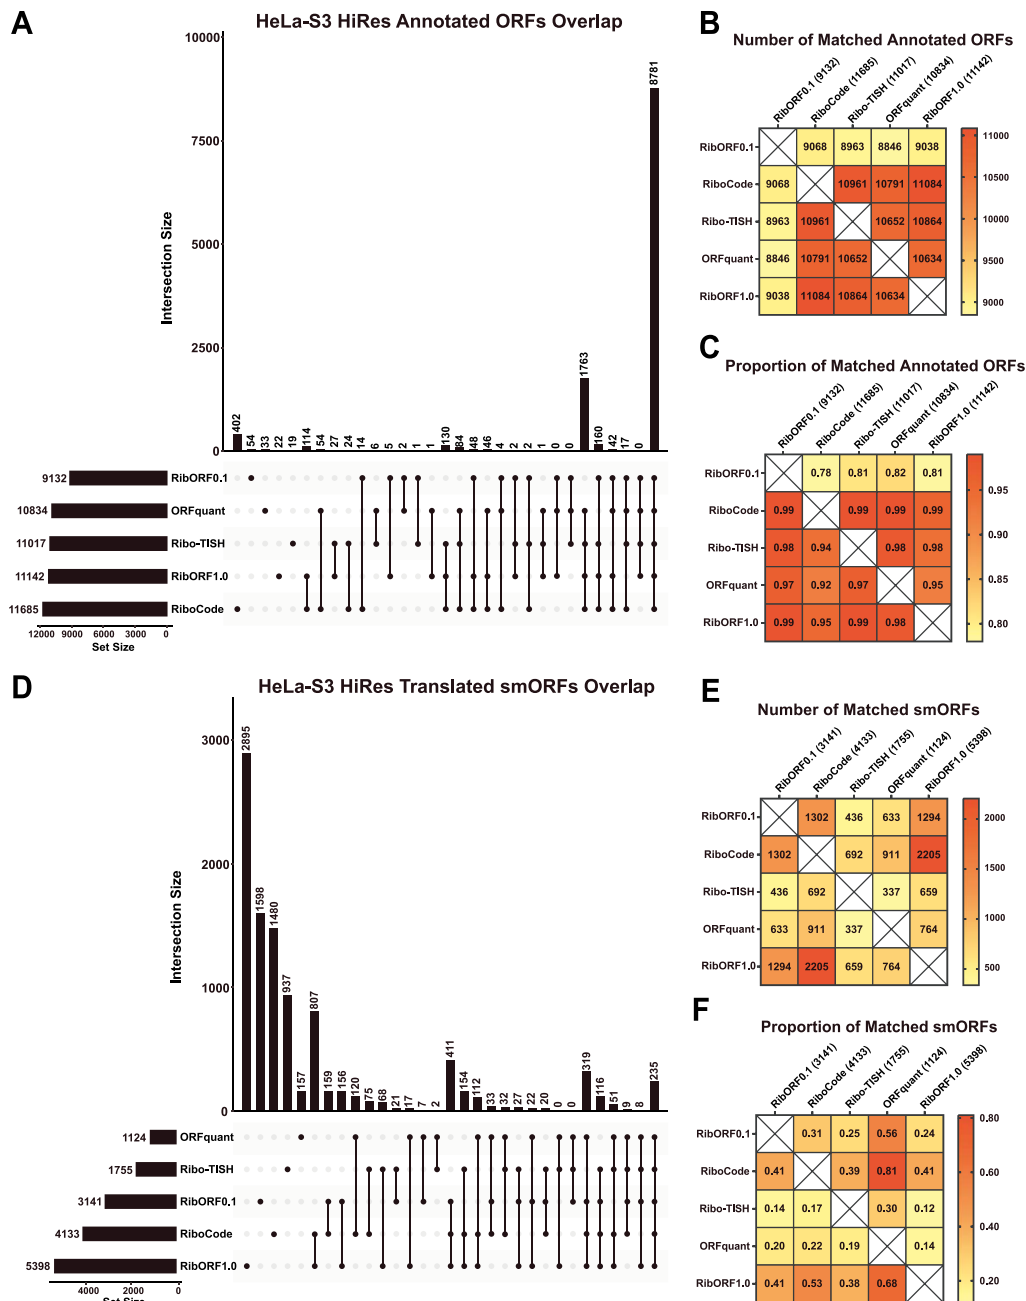 A
HeLa-S3 HiRes Annotated ORFs Overlap
Intersection Size
10000
7500
5000
2500
0
402 54 33 22 19 114 54 27 24 14 6 5 2 1 1 130 84 48 46 4 2 2 1 0 0 1763 160 42 17 0 8781
9132 RibORF0.1
10834 ORFquant
11017 Ribo-TISH
11142 RibORF1.0
11685 RiboCode
12000 9000 6000 3000 0
Set Size
B
Number of Matched Annotated ORFs
RibORF0.1 (9132) RiboCode (11685) Ribo-TISH (11017) ORFquant (10834) RibORF1.0 (11142)
RibORF0.1 9068 8963 8846 9038
RiboCode 9068 10961 10791 11084
Ribo-TISH 8963 10961 10652 10864
ORFquant 8846 10791 10652 10634
RibORF1.0 9038 11084 10864 10634
11000
10500
10000
9500
9000
C
Proportion of Matched Annotated ORFs
RibORF0.1 (9132) RiboCode (11685) Ribo-TISH (11017) ORFquant (10834) RibORF1.0 (11142)
RibORF0.1 0.78 0.81 0.82 0.81
RiboCode 0.99 0.99 0.99 0.99
Ribo-TISH 0.98 0.94 0.98 0.98
ORFquant 0.97 0.92 0.97 0.95
RibORF1.0 0.99 0.95 0.99 0.98
0.95
0.90
0.85
0.80
D
HeLa-S3 HiRes Translated smORFs Overlap
Intersection Size
3000
2000
1000
0
2895 1598 1480 937 157 807 159 156 120 75 68 21 17 7 2 411 154 112 33 32 27 22 20 0 0 319 116 51 9 8 235
1124 ORFquant
1755 Ribo-TISH
3141 RibORF0.1
4133 RiboCode
5398 RibORF1.0
4000 2000 0
Set Size
E
Number of Matched smORFs
RibORF0.1 (3141) RiboCode (4133) Ribo-TISH (1755) ORFquant (1124) RibORF1.0 (5398)
RibORF0.1 1302 436 633 1294
RiboCode 1302 692 911 2205
Ribo-TISH 436 692 337 659
ORFquant 633 911 337 764
RibORF1.0 1294 2205 659 764
2000
1500
1000
500
F
Proportion of Matched smORFs
RibORF0.1 (3141) RiboCode (4133) Ribo-TISH (1755) ORFquant (1124) RibORF1.0 (5398)
RibORF0.1 0.31 0.25 0.56 0.24
RiboCode 0.41 0.39 0.81 0.41
Ribo-TISH 0.14 0.17 0.30 0.12
ORFquant 0.20 0.22 0.19 0.14
RibORF1.0 0.41 0.53 0.38 0.68
0.80
0.60
0.40
0.20